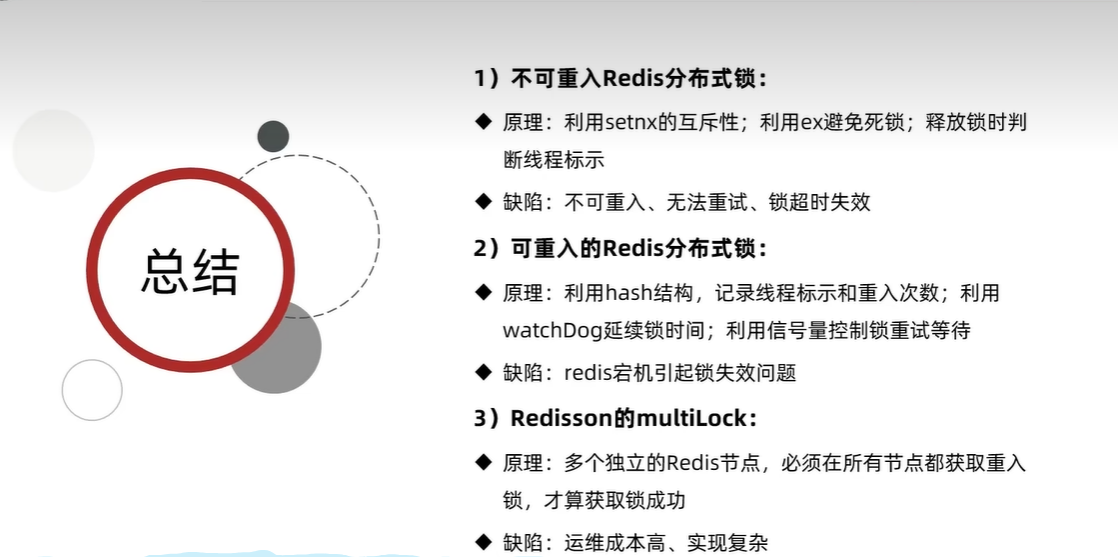 总结
1）不可重入Redis分布式锁：
◆ 原理：利用setnx的互斥性；利用ex避免死锁；释放锁时判
断线程标示
◆ 缺陷：不可重入、无法重试、锁超时失效
2）可重入的Redis分布式锁：
◆ 原理：利用hash结构，记录线程标示和重入次数；利用
watchDog延续锁时间；利用信号量控制锁重试等待
◆ 缺陷：redis宕机引起锁失效问题
3）Redisson的multiLock：
◆ 原理：多个独立的Redis节点，必须在所有节点都获取重入
锁，才算获取锁成功
◆ 缺陷：运维成本高、实现复杂